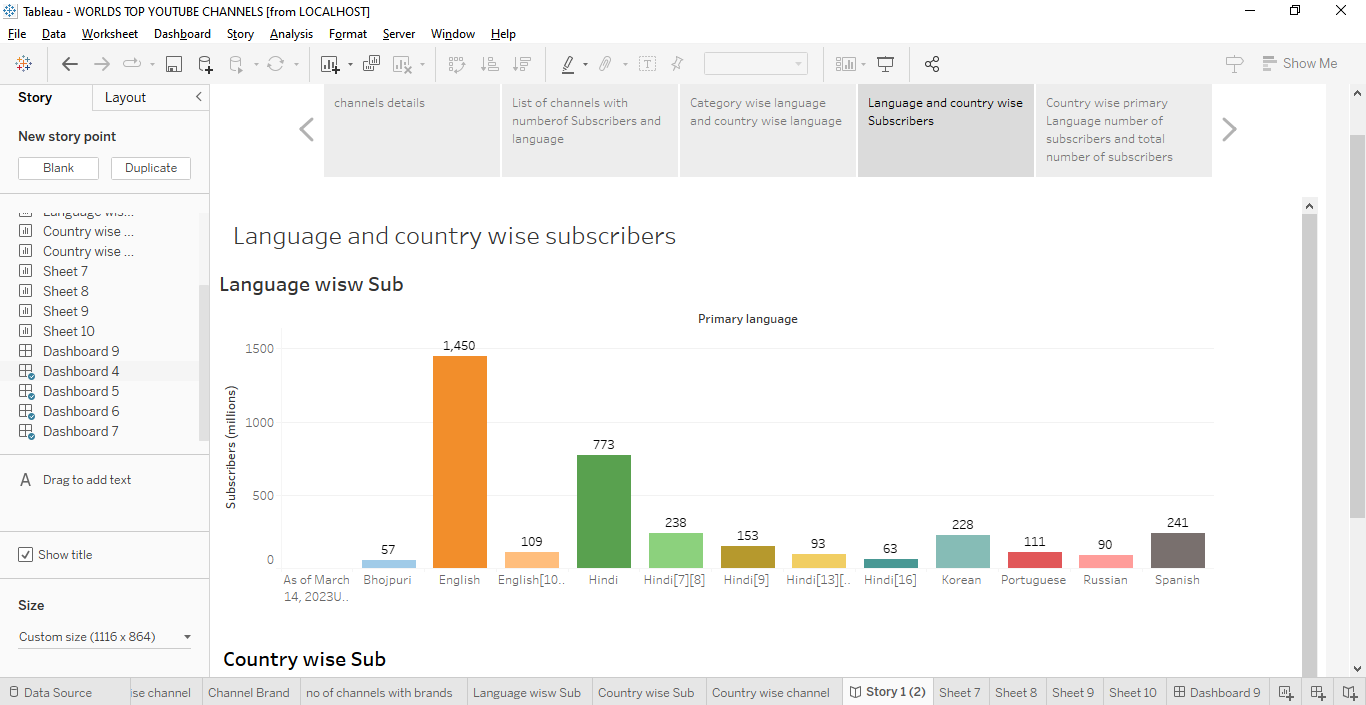 Tableau - WORLDS TOP YOUTUBE CHANNELS [from LOCALHOST]
File Data Worksheet Dashboard Story Analysis Format Server Window Help
Show Me
Story Layout
New story point
Blank Duplicate
Language wis...
Country wise ...
Country wise ...
Sheet 7
Sheet 8
Sheet 9
Sheet 10
Dashboard 9
Dashboard 4
Dashboard 5
Dashboard 6
Dashboard 7
A Drag to add text
Show title
Size
Custom size (1116 x 864)
channels details
List of channels with
numberof Subscribers and
language
Category wise language
and country wise language
Language and country wise
Subscribers
Country wise primary
Language number of
subscribers and total
number of subscribers
Language and country wise subscribers
Language wisw Sub
Primary language
Subscribers (millions)
1500
1000
500
0
57
1,450
109
773
238
153
93
63
228
111
90
241
As of March
14, 2023U..
Bhojpuri
English
English[10..
Hindi
Hindi[7][8]
Hindi[9]
Hindi[13][..
Hindi[16]
Korean
Portuguese
Russian
Spanish
Country wise Sub
Data Source ise channel Channel Brand no of channels with brands Language wisw Sub Country wise Sub Country wise channel Story 1 (2) Sheet 7 Sheet 8 Sheet 9 Sheet 10 Dashboard 9